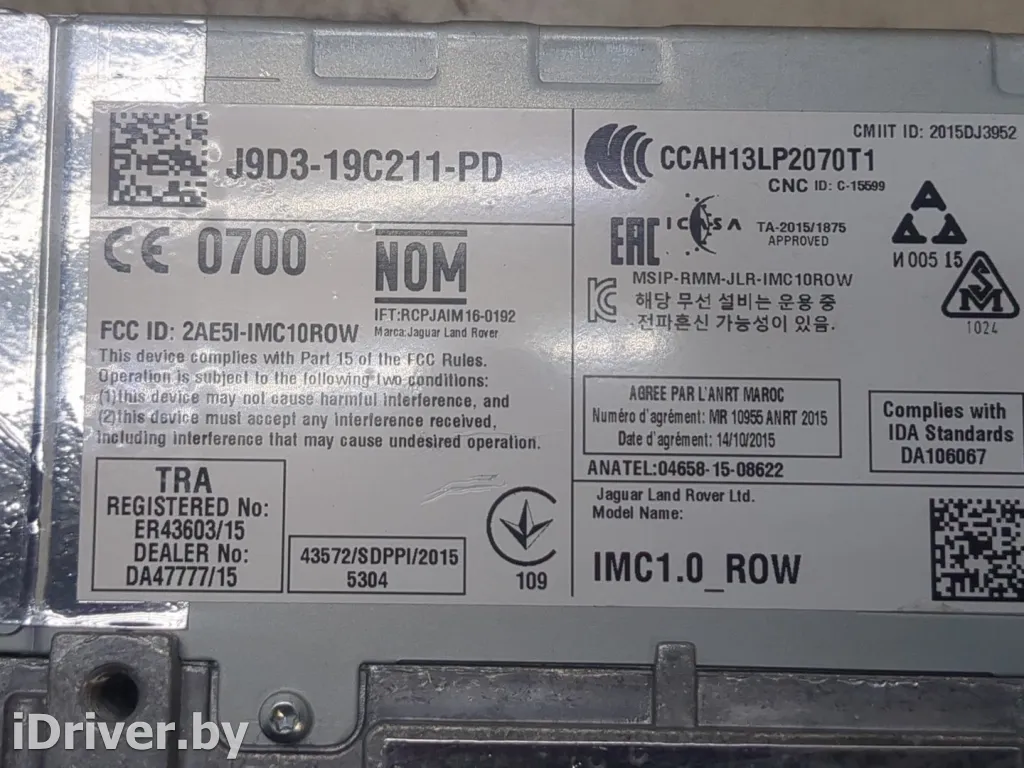 J9D3-19C211-PD
CE 0700
NOM
IFT:RCPJAIM16-0192
Marca:Jaguar Land Rover
FCC ID: 2AE5I-IMC10ROW
This device complies with Part 15 of the FCC Rules.
Operation is subject to the following two conditions:
(1)this device may not cause harmful interference, and
(2)this device must accept any interference received,
including interference that may cause undesired operation.
TRA
REGISTERED No:
ER43603/15
DEALER No:
DA47777/15
43572/SDPPI/2015
5304
109
CMIIT ID: 2015DJ3952
CCAH13LP2070T1
CNC ID: C-15599
EAC
ICASA
TA-2015/1875
APPROVED
И 005 15
MSIP-RMM-JLR-IMC10ROW
해당 무선 설비는 운용 중
전파혼신 가능성이 있음.
SM
1024
AGREE PAR L'ANRT MAROC
Numéro d'agrément: MR 10955 ANRT 2015
Date d'agrément: 14/10/2015
Complies with
IDA Standards
DA106067
ANATEL:04658-15-08622
Jaguar Land Rover Ltd.
Model Name:
IMC1.0_ROW
iDriver.by